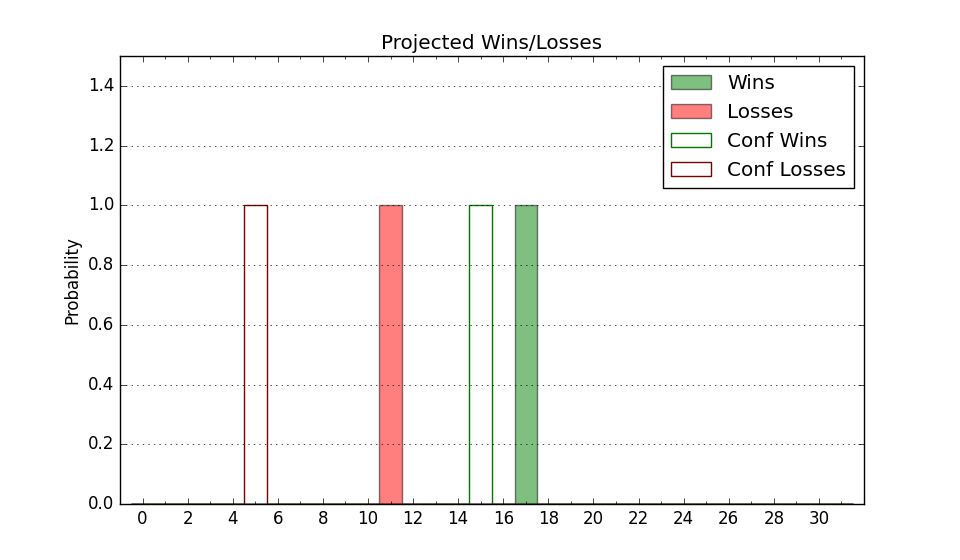 Projected Wins/Losses
Wins
Losses
Conf Wins
Conf Losses
Probability
1.4
1.2
1.0
0.8
0.6
0.4
0.2
0.0
0 2 4 6 8 10 12 14 16 18 20 22 24 26 28 30